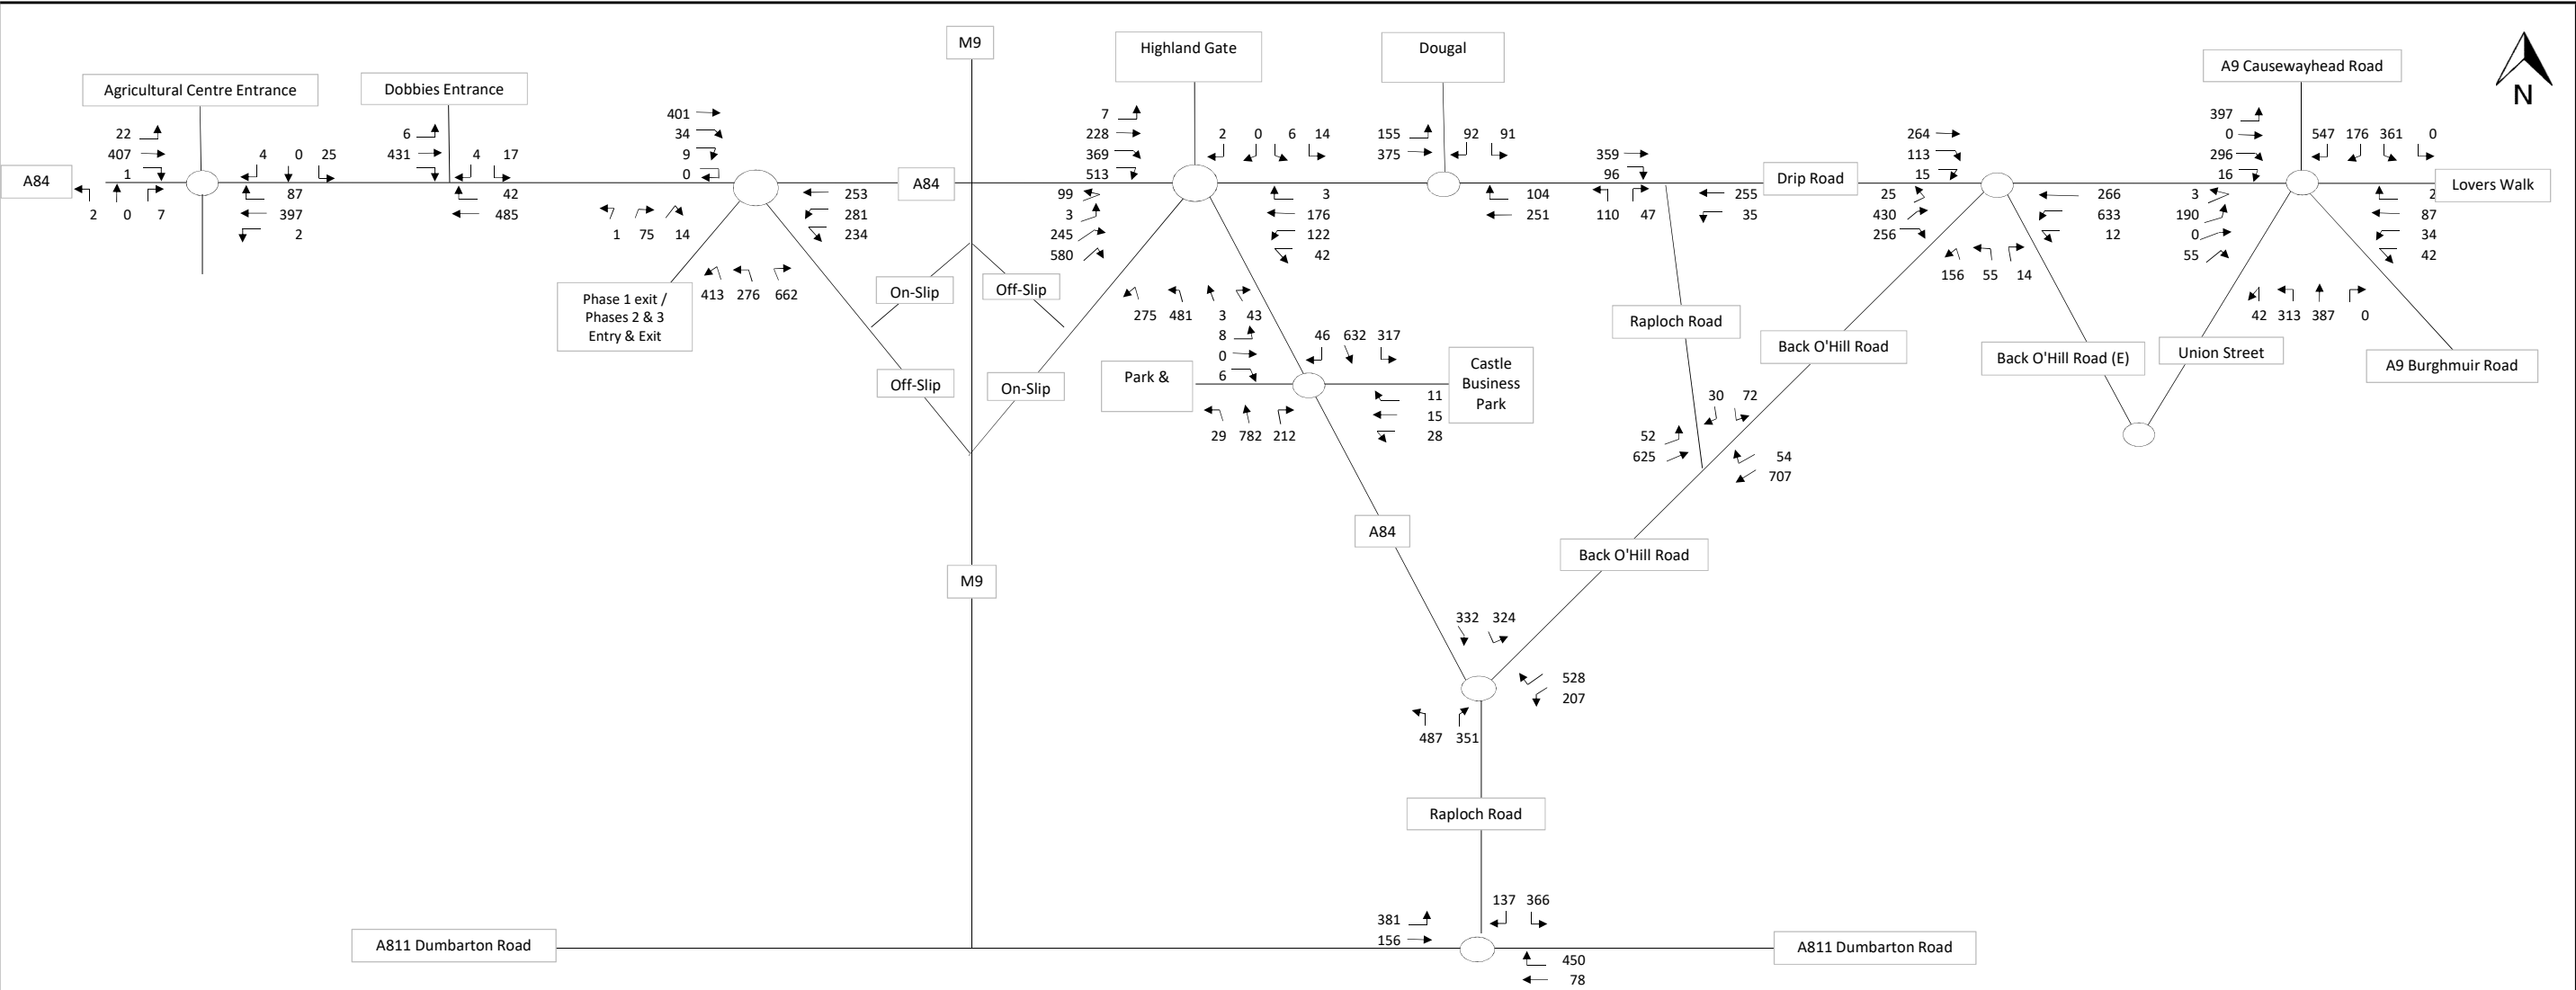 M9
Highland Gate
Dougal
A9 Causewayhead Road
N
Agricultural Centre Entrance
Dobbies Entrance
22
407
1
4 0 25
6
431
4 17
401
34
9
0
7
228
369
513
2 0 6 14
155
375
92 91
359
96
264
113
15
397
0
296
16
547 176 361 0
A84
A84
Drip Road
Lovers Walk
2 0 7
87
397
2
42
485
1 75 14
253
281
234
99
3
245
580
3
176
122
42
104
251
110 47
255
35
25
430
256
266
633
12
3
190
0
55
2
87
34
42
156 55 14
413 276 662
On-Slip
Off-Slip
275 481 3 43
42 313 387 0
Phase 1 exit /
Phases 2 & 3
Entry & Exit
Raploch Road
Back O'Hill Road
Back O'Hill Road (E)
Union Street
A9 Burghmuir Road
8
0
6
46 632 317
Off-Slip
On-Slip
Park &
Castle
Business
Park
11
15
28
29 782 212
30 72
52
625
54
707
A84
Back O'Hill Road
M9
332 324
528
207
487 351
Raploch Road
137 366
381
156
A811 Dumbarton Road
A811 Dumbarton Road
450
78